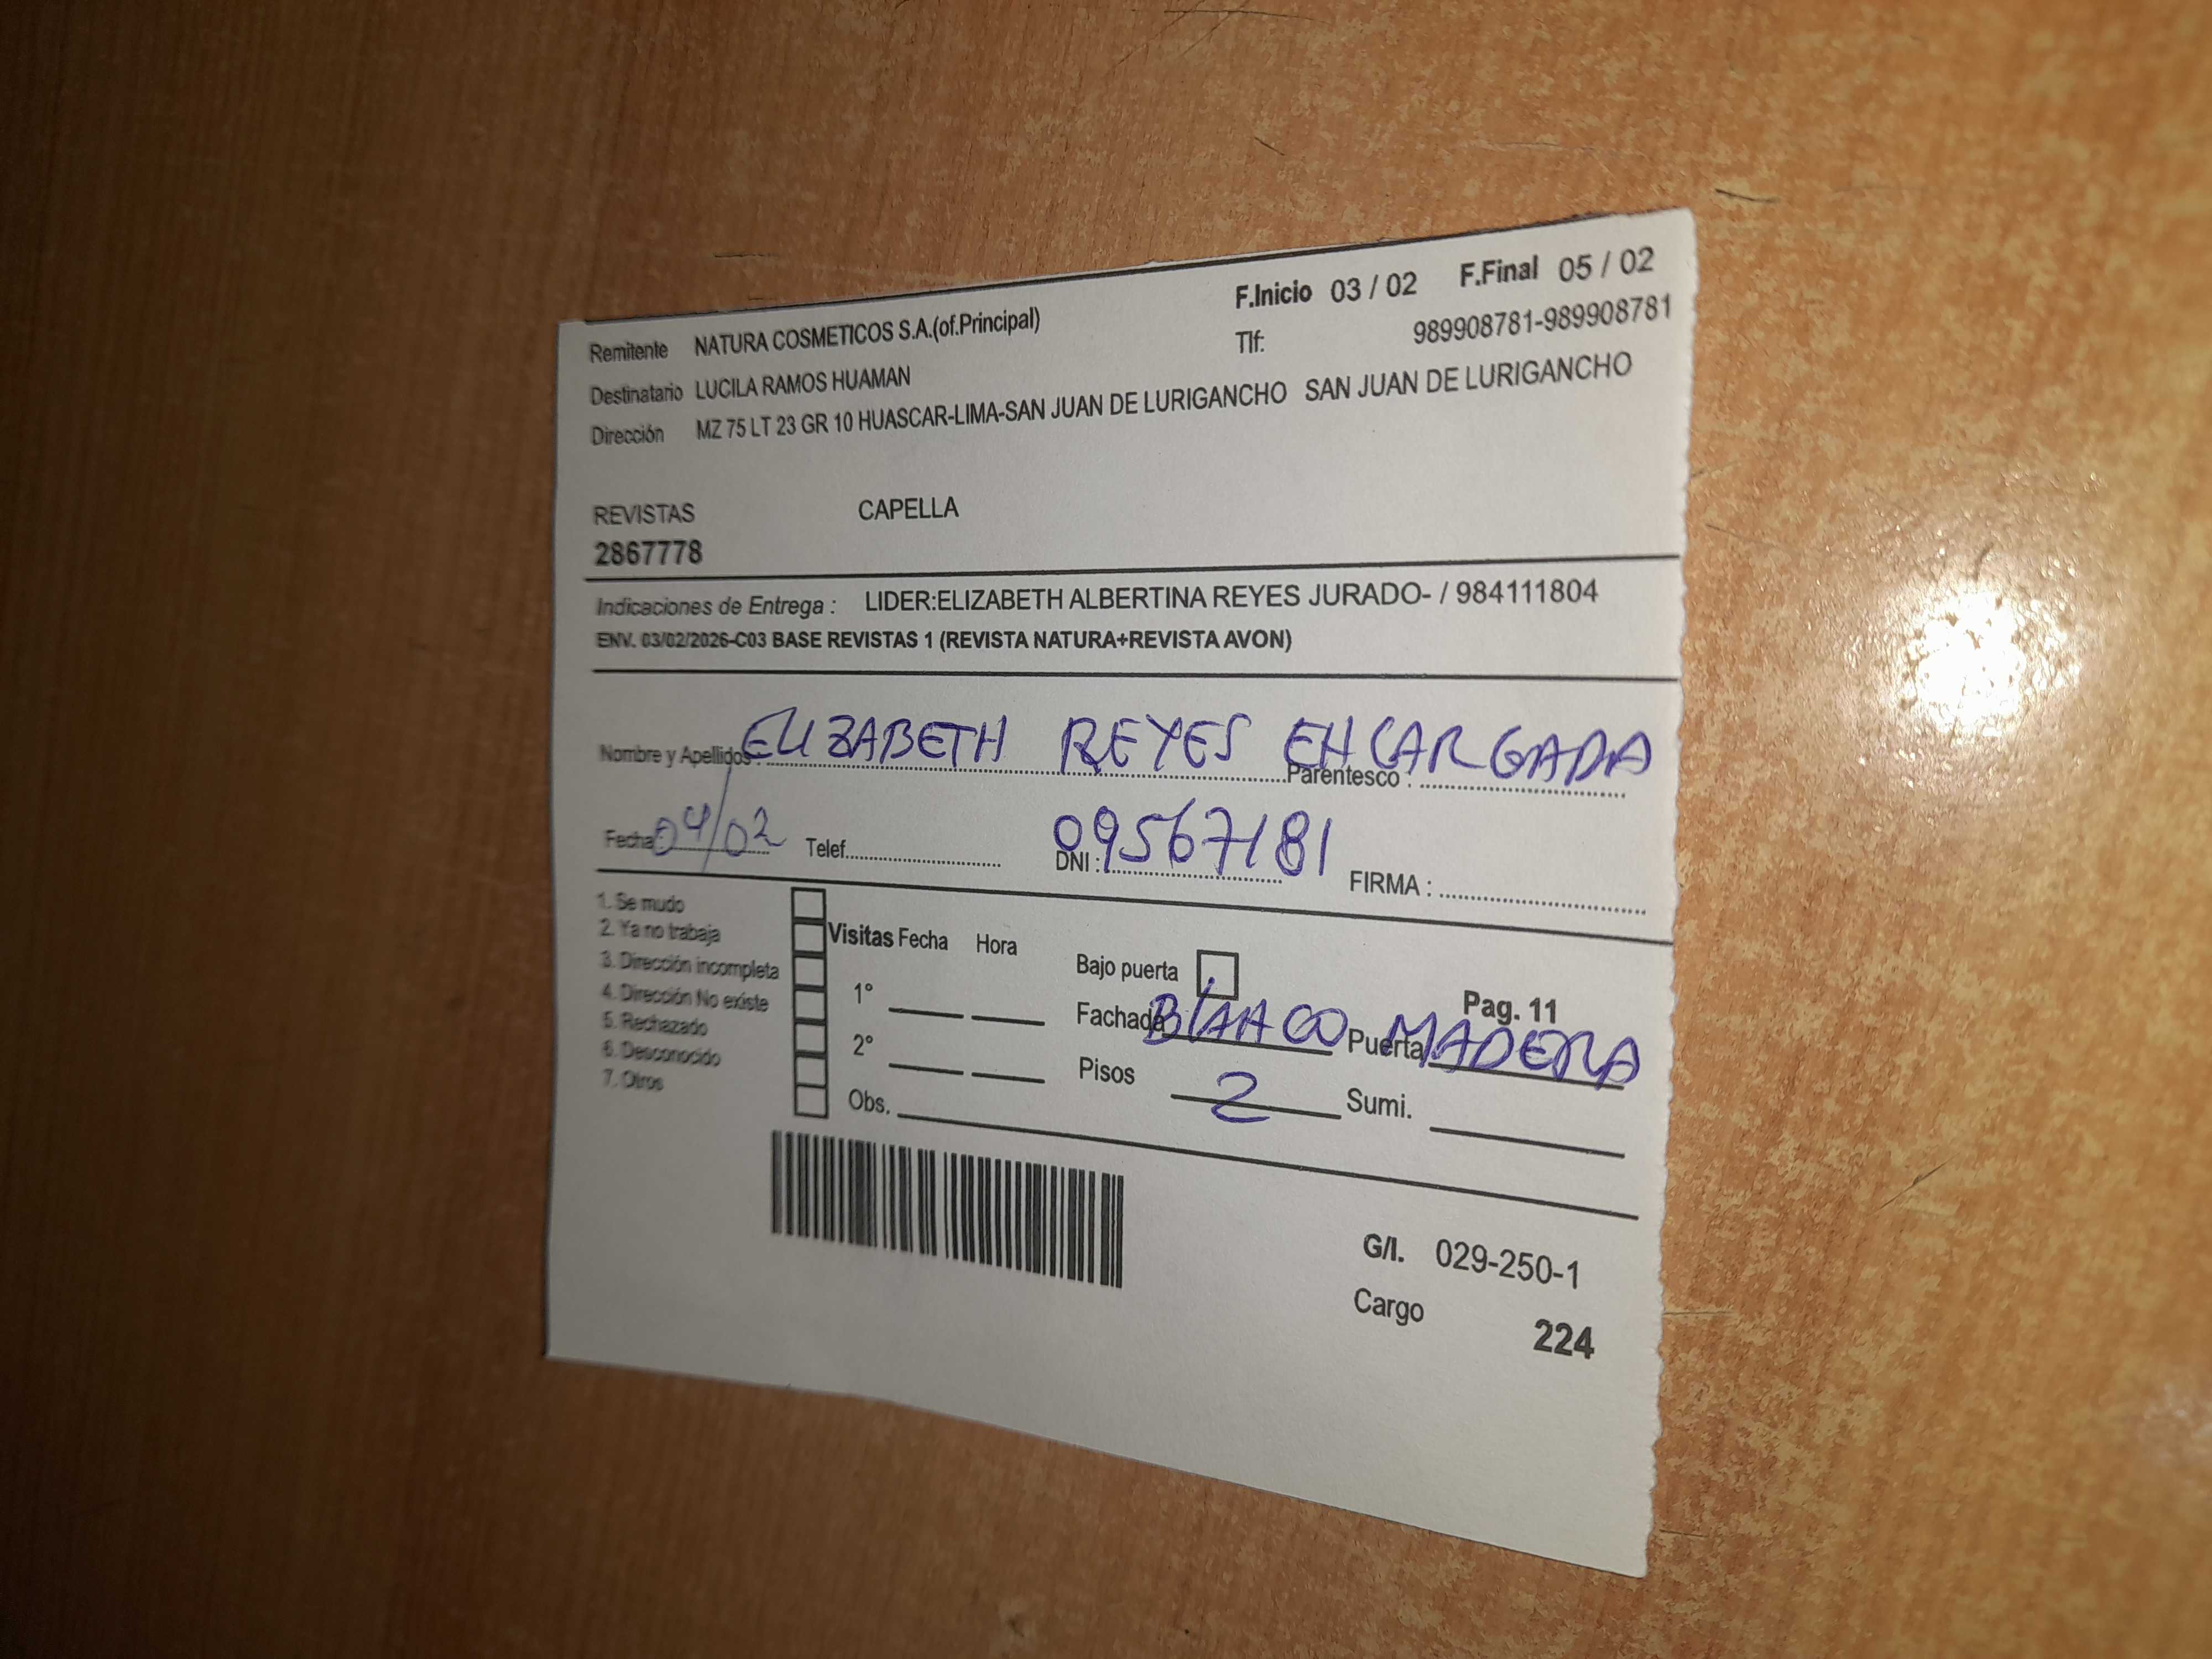 F.Inicio 03 / 02 F.Final 05 / 02
Remitente NATURA COSMETICOS S.A.(of.Principal) Tlf: 989908781-989908781
Destinatario LUCILA RAMOS HUAMAN
Dirección MZ 75 LT 23 GR 10 HUASCAR-LIMA-SAN JUAN DE LURIGANCHO SAN JUAN DE LURIGANCHO
REVISTAS CAPELLA
2867778
Indicaciones de Entrega : LIDER:ELIZABETH ALBERTINA REYES JURADO- / 984111804
ENV. 03/02/2026-C03 BASE REVISTAS 1 (REVISTA NATURA+REVISTA AVON)
Nombre y Apellidos : ELIZABETH REYES Parentesco : ENCARGADA
Fecha 04/02 Telef. DNI : 09567181 FIRMA :
1. Se mudo
2. Ya no trabaja
3. Dirección incompleta
4. Dirección No existe
5. Rechazado
6. Desconocido
7. Otros
Visitas Fecha Hora
1°
2°
Obs.
Bajo puerta
Pag. 11
Fachada BLANCO Puerta MADERA
Pisos 2 Sumi.
G/I. 029-250-1
Cargo 224